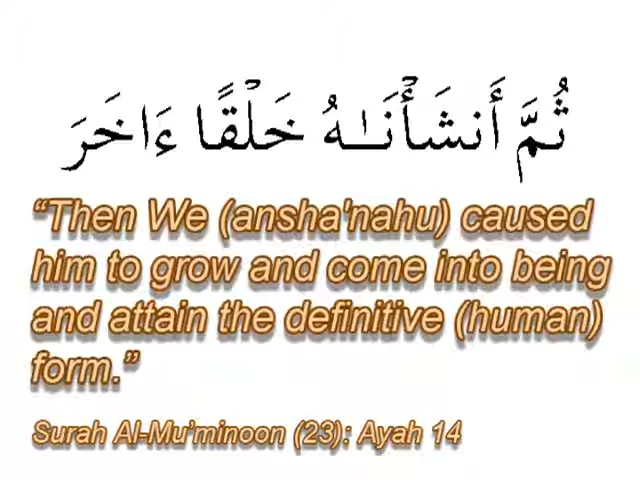 ثُمَّ أَنشَأْنَـٰهُ خَلْقًا ءَاخَرَ
“Then We (ansha'nahu) caused
him to grow and come into being
and attain the definitive (human)
form.”
Surah Al-Mu’minoon (23): Ayah 14